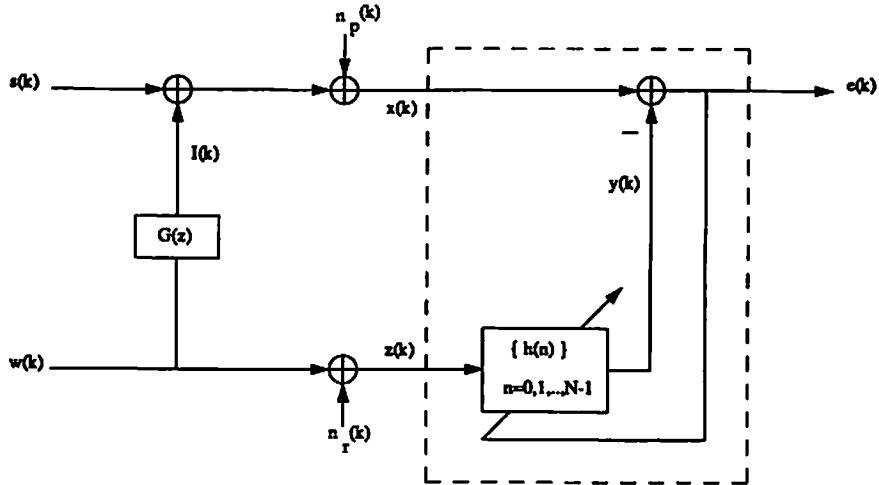 n_p(k)
s(k)
x(k)
e(k)
I(k)
y(k)
G(z)
w(k)
z(k)
{ h(n) }
n=0,1,...,N-1
n_r(k)